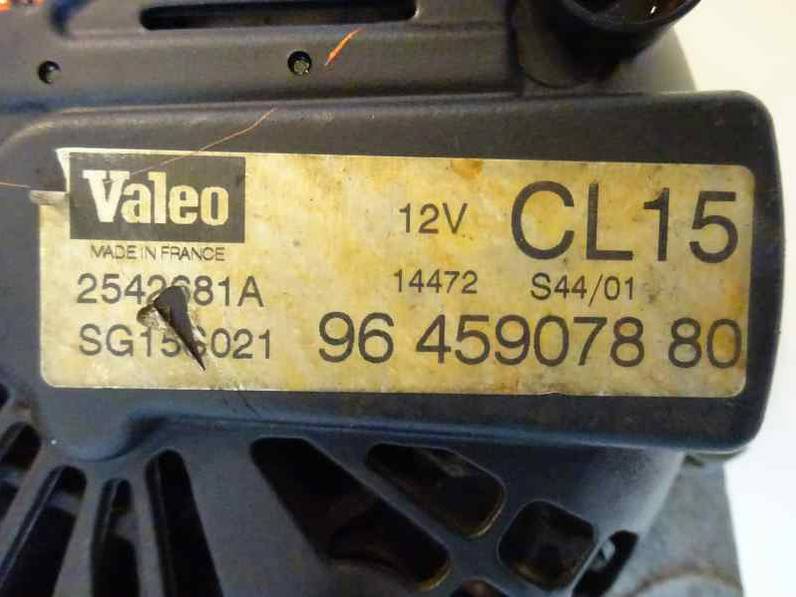 Valeo
12V CL15
MADE IN FRANCE
2542681A 14472 S44/01
96 459078 80